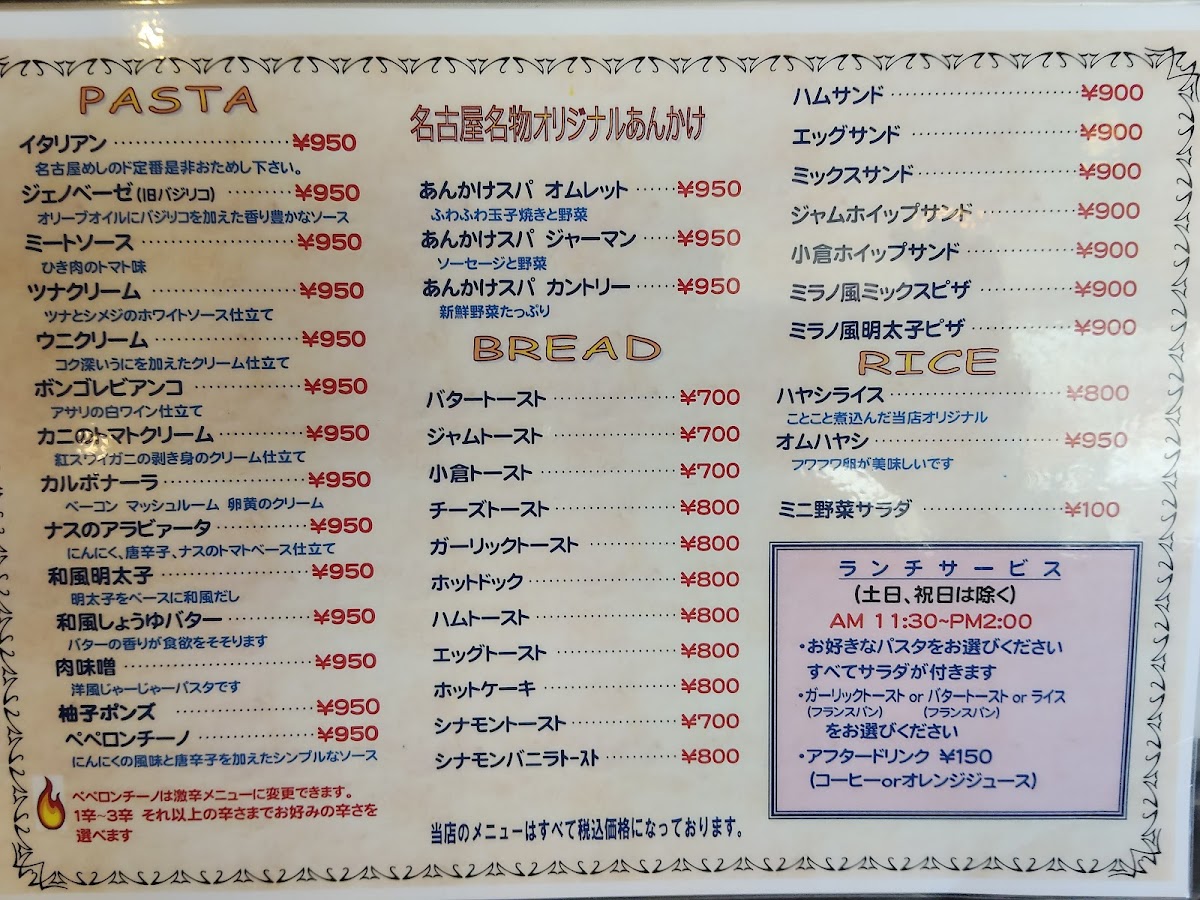 PASTA
イタリアン ¥950
名古屋めしのド定番是非おためし下さい。
ジェノベーゼ(旧バジリコ) ¥950
オリーブオイルにバジリコを加えた香り豊かなソース
ミートソース ¥950
ひき肉のトマト味
ツナクリーム ¥950
ツナとシメジのホワイトソース仕立て
ウニクリーム ¥950
コク深いうにを加えたクリーム仕立て
ボンゴレビアンコ ¥950
アサリの白ワイン仕立て
カニのトマトクリーム ¥950
紅ズワイガニの剥き身のクリーム仕立て
カルボナーラ ¥950
ベーコン マッシュルーム 卵黄のクリーム
ナスのアラビアータ ¥950
にんにく、唐辛子、ナスのトマトベース仕立て
和風明太子 ¥950
明太子をベースに和風だし
和風しょうゆバター ¥950
バターの香りが食欲をそそります
肉味噌 ¥950
洋風じゃーじゃーパスタです
柚子ポンズ ¥950
ペペロンチーノ ¥950
にんにくの風味と唐辛子を加えたシンプルなソース
ペペロンチーノは激辛メニューに変更できます。
1辛~3辛 それ以上の辛さまでお好みの辛さを
選べます
名古屋名物オリジナルあんかけ
あんかけスパ オムレット ¥950
ふわふわ玉子焼きと野菜
あんかけスパ ジャーマン ¥950
ソーセージと野菜
あんかけスパ カントリー ¥950
新鮮野菜たっぷり
BREAD
バタートースト ¥700
ジャムトースト ¥700
小倉トースト ¥700
チーズトースト ¥800
ガーリックトースト ¥800
ホットドック ¥800
ハムトースト ¥800
エッグトースト ¥800
ホットケーキ ¥800
シナモントースト ¥700
シナモンバニラトースト ¥800
当店のメニューはすべて税込価格になっております。
ハムサンド ¥900
エッグサンド ¥900
ミックスサンド ¥900
ジャムホイップサンド ¥900
小倉ホイップサンド ¥900
ミラノ風ミックスピザ ¥900
ミラノ風明太子ピザ ¥900
RICE
ハヤシライス ¥800
ことこと煮込んだ当店オリジナル
オムハヤシ ¥950
フワフワ卵が美味しいです
ミニ野菜サラダ ¥100
ランチサービス
(土日、祝日は除く)
AM 11:30~PM2:00
・お好きなパスタをお選びください
すべてサラダが付きます
・ガーリックトースト or バタートースト or ライス
(フランスパン) (フランスパン)
をお選びください
・アフタードリンク ¥150
(コーヒーorオレンジジュース)